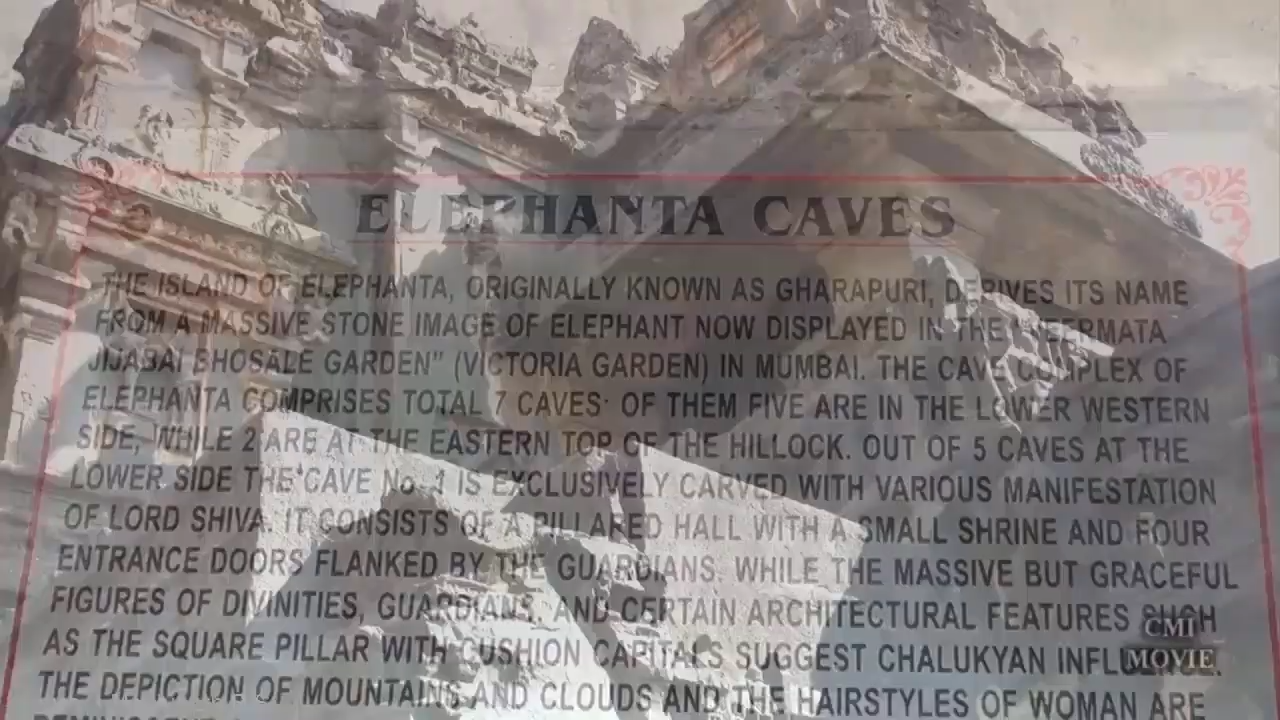 ELEPHANTA CAVES
THE ISLAND OF ELEPHANTA, ORIGINALLY KNOWN AS GHARAPURI, DERIVES ITS NAME
FROM A MASSIVE STONE IMAGE OF ELEPHANT NOW DISPLAYED IN THE "VEERMATA
JIJABAI BHOSALE GARDEN" (VICTORIA GARDEN) IN MUMBAI. THE CAVE COMPLEX OF
ELEPHANTA COMPRISES TOTAL 7 CAVES· OF THEM FIVE ARE IN THE LOWER WESTERN
SIDE, WHILE 2 ARE AT THE EASTERN TOP OF THE HILLOCK. OUT OF 5 CAVES AT THE
LOWER SIDE THE CAVE No. 1 IS EXCLUSIVELY CARVED WITH VARIOUS MANIFESTATION
OF LORD SHIVA. IT CONSISTS OF A PILLARED HALL WITH A SMALL SHRINE AND FOUR
ENTRANCE DOORS FLANKED BY THE GUARDIANS. WHILE THE MASSIVE BUT GRACEFUL
FIGURES OF DIVINITIES, GUARDIANS, AND CERTAIN ARCHITECTURAL FEATURES SUCH
AS THE SQUARE PILLAR WITH CUSHION CAPITALS SUGGEST CHALUKYAN INFLUENCE.
THE DEPICTION OF MOUNTAINS AND CLOUDS AND THE HAIRSTYLES OF WOMAN ARE
CMI
MOVIE